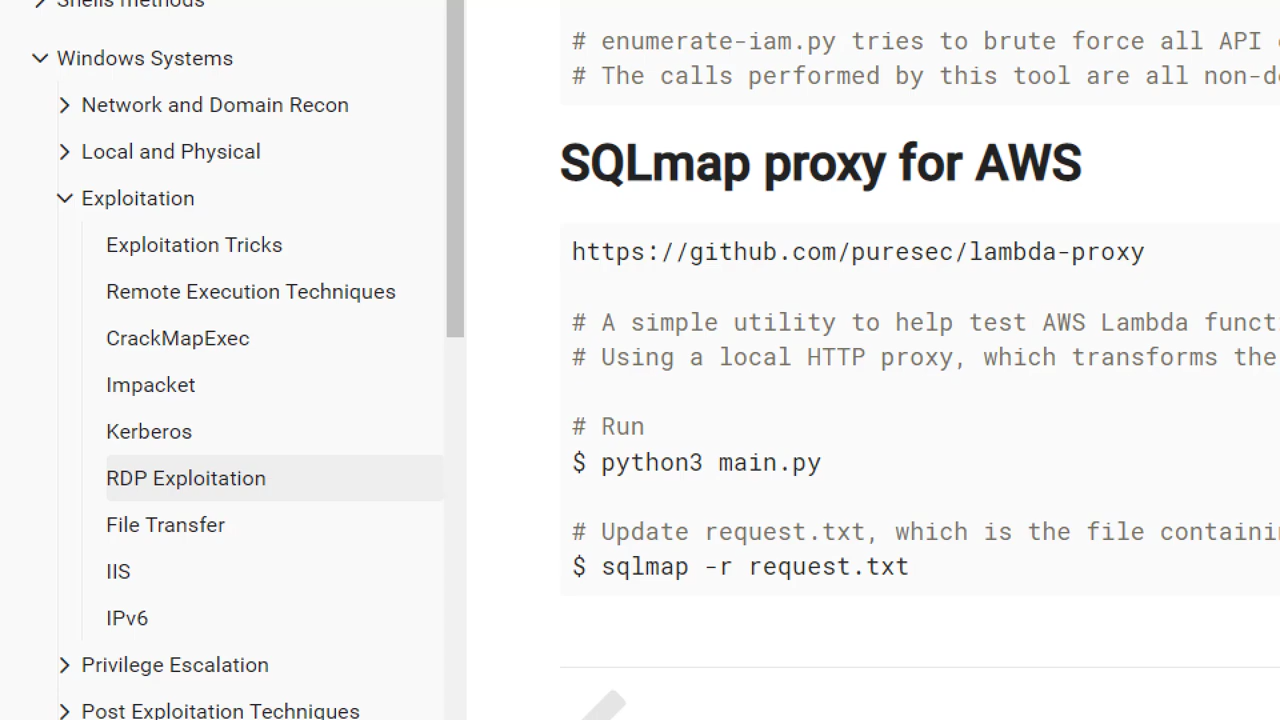 Shells methods
Windows Systems
Network and Domain Recon
Local and Physical
Exploitation
Exploitation Tricks
Remote Execution Techniques
CrackMapExec
Impacket
Kerberos
RDP Exploitation
File Transfer
IIS
IPv6
Privilege Escalation
Post Exploitation Techniques
# enumerate-iam.py tries to brute force all API
# The calls performed by this tool are all non-d
SQLmap proxy for AWS
https://github.com/puresec/lambda-proxy
# A simple utility to help test AWS Lambda funct
# Using a local HTTP proxy, which transforms the
# Run
$ python3 main.py
# Update request.txt, which is the file containi
$ sqlmap -r request.txt